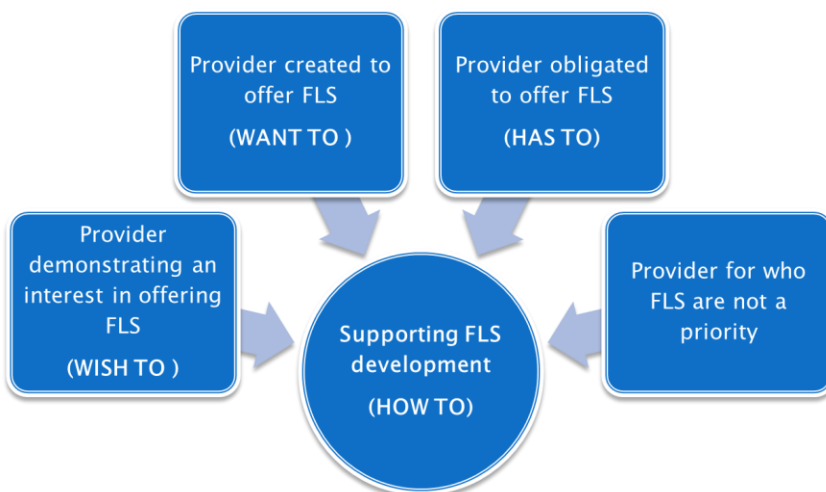 Provider created to
offer FLS
(WANT TO )
Provider obligated
to offer FLS
(HAS TO)
Provider
demonstrating an
interest in offering
FLS
(WISH TO )
Provider for who
FLS are not a
priority
Supporting FLS
development
(HOW TO)